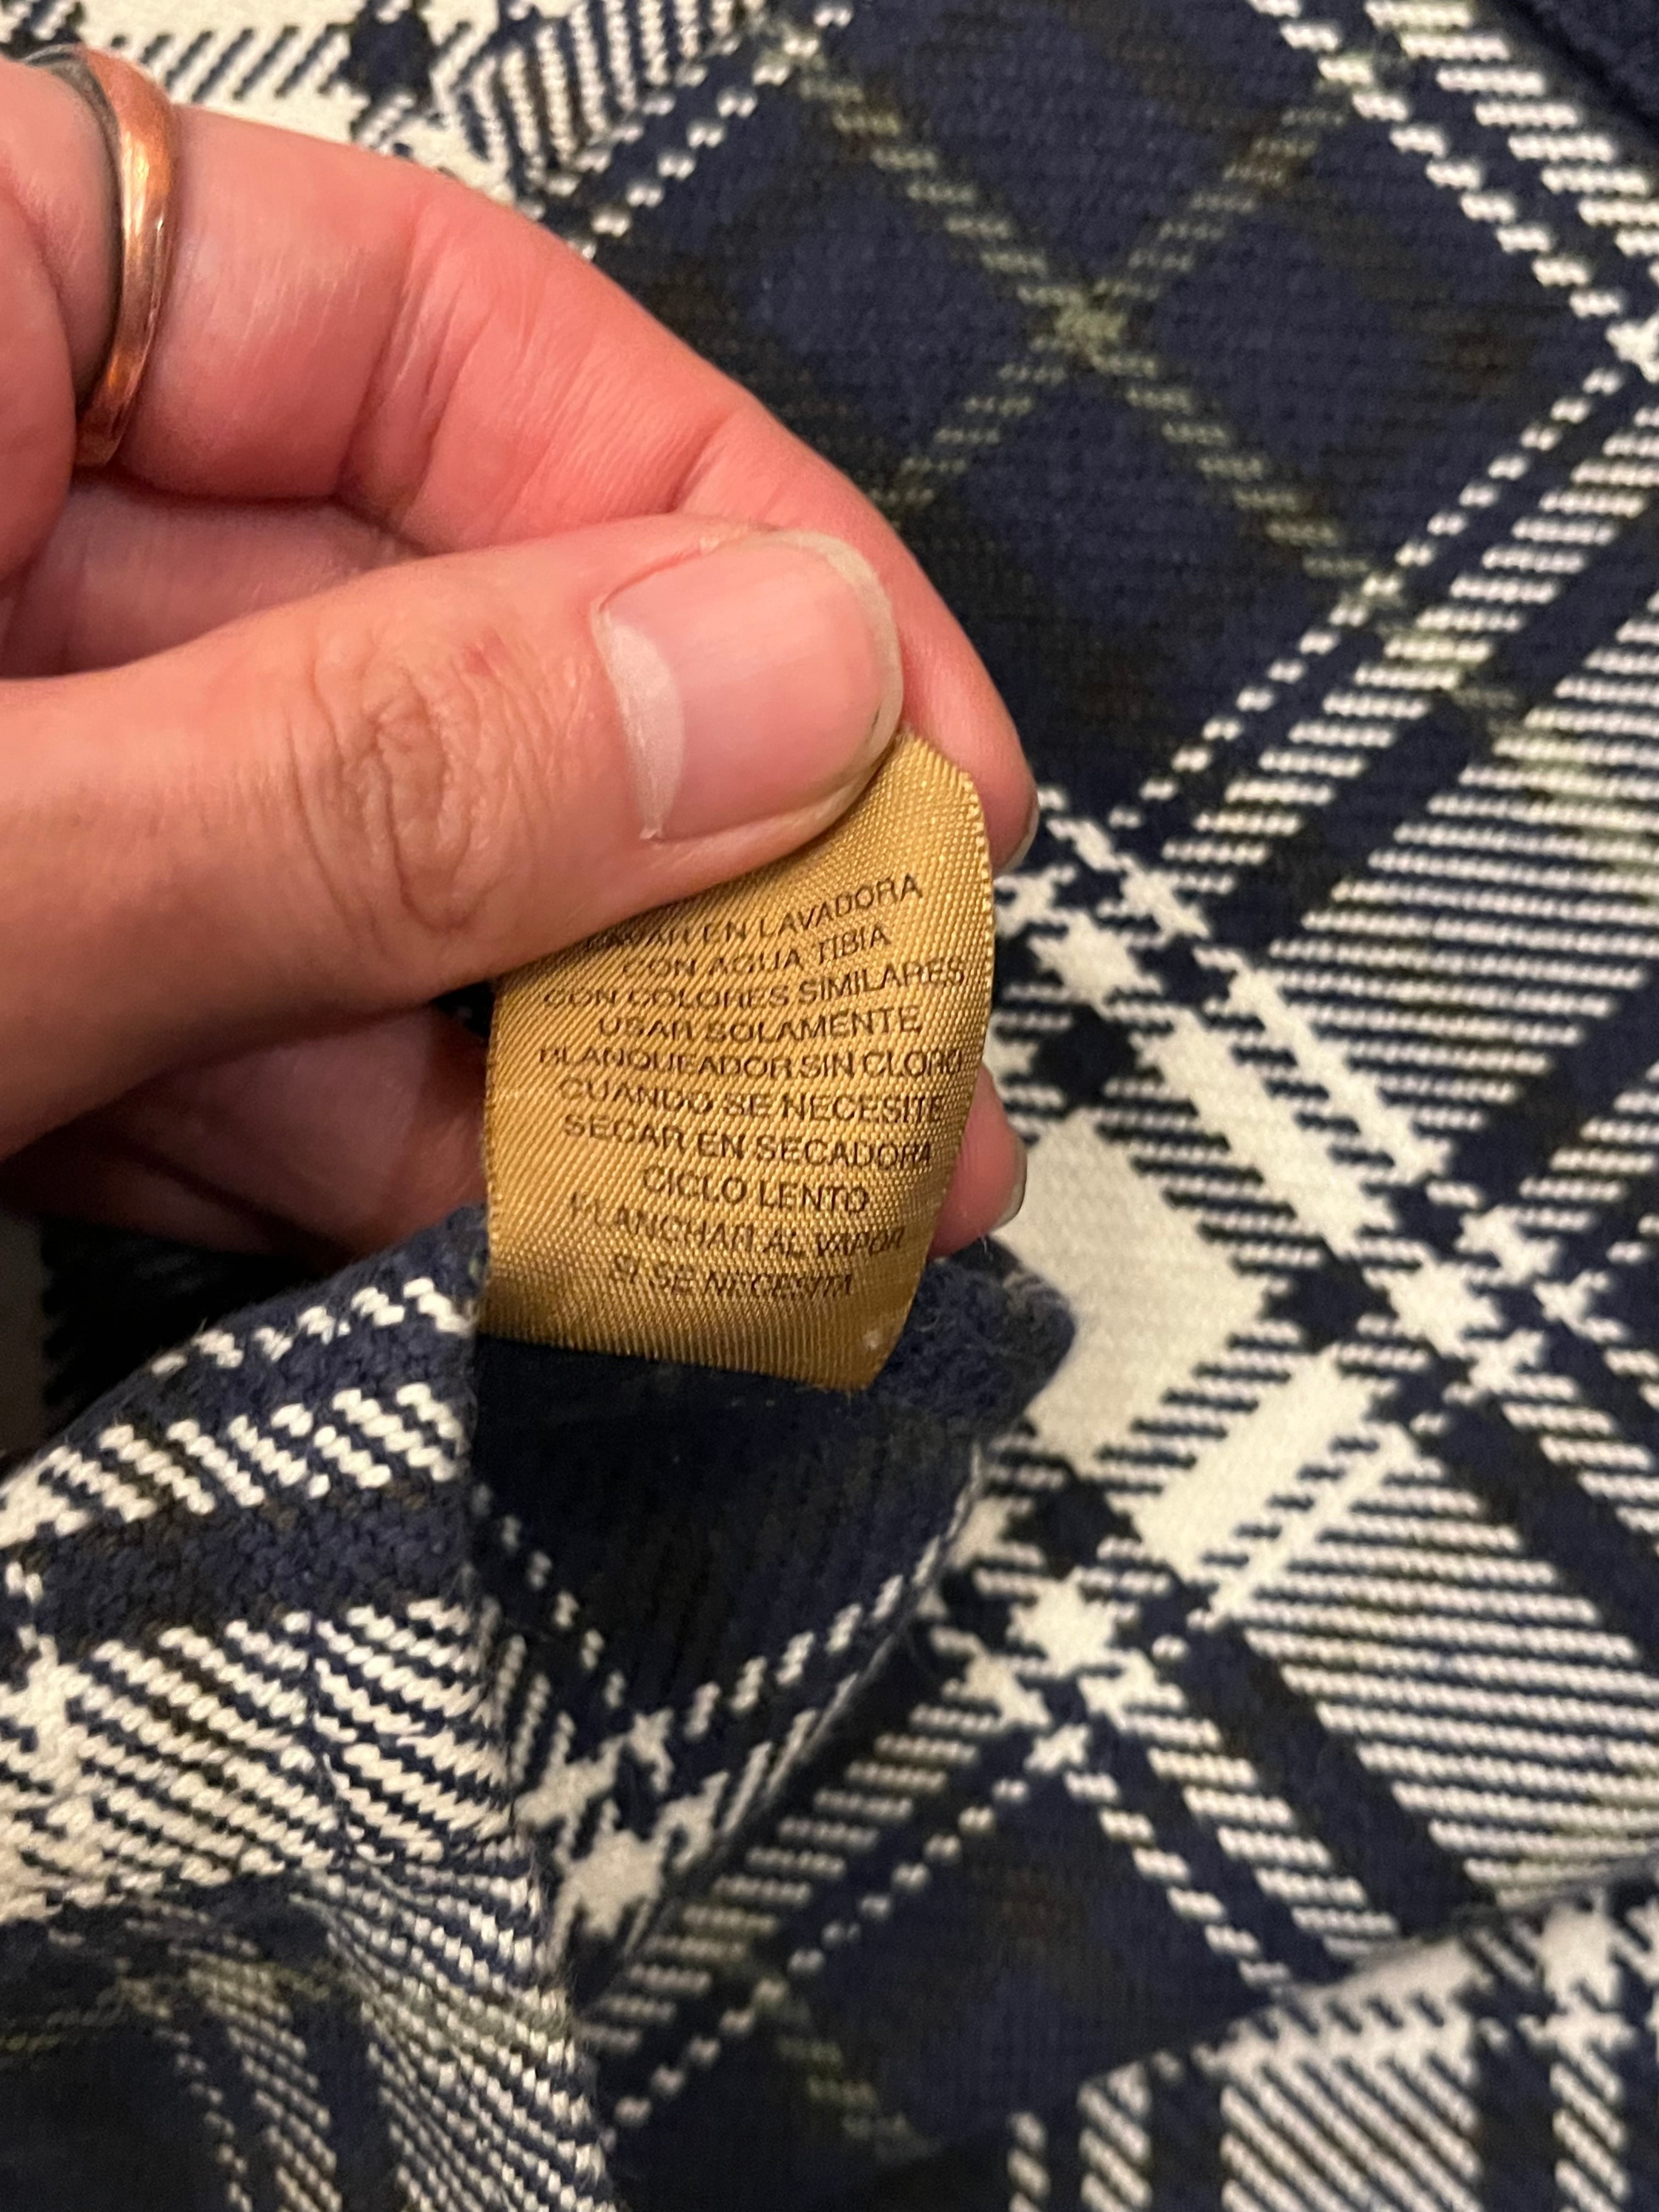 LAVAR EN LAVADORA
CON AGUA TIBIA
CON COLORES SIMILARES
USAR SOLAMENTE
BLANQUEADOR SIN CLORO
CUANDO SE NECESITE
SECAR EN SECADORA
CICLO LENTO
PLANCHAR AL VAPOR
SI SE NECESITA